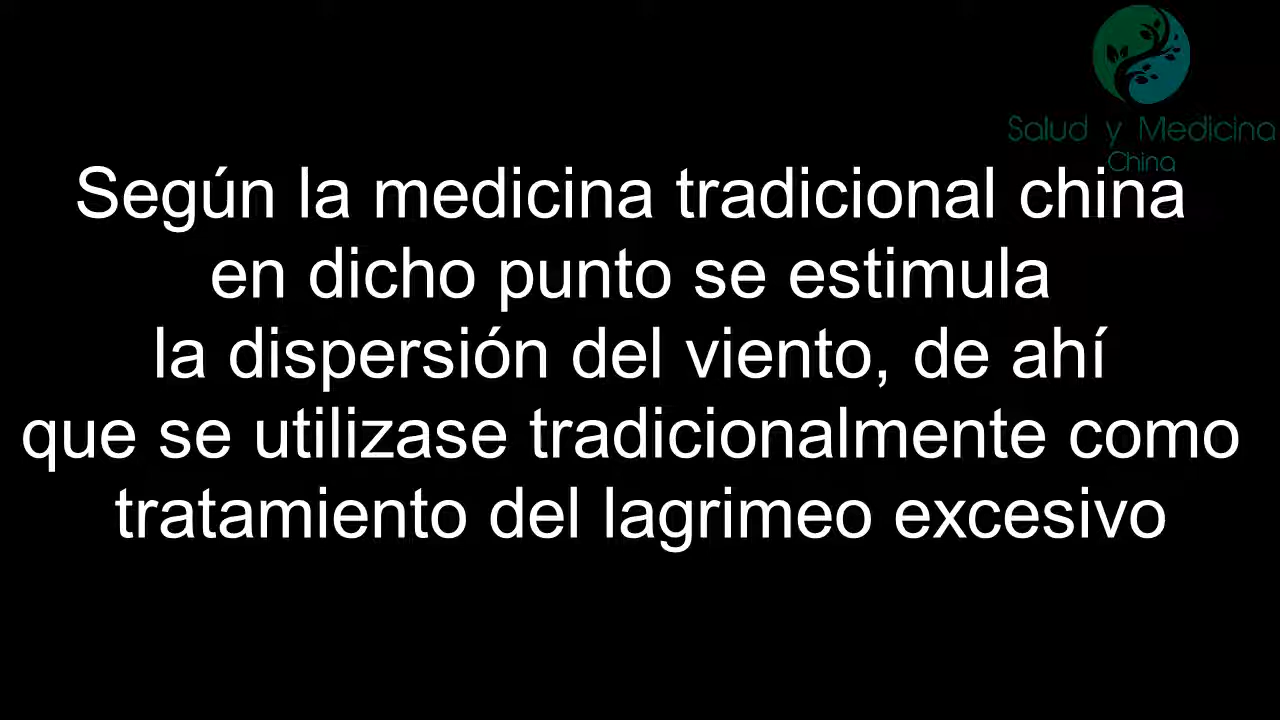 Salud y Medicina
China
Según la medicina tradicional china
en dicho punto se estimula
la dispersión del viento, de ahí
que se utilizase tradicionalmente como
tratamiento del lagrimeo excesivo